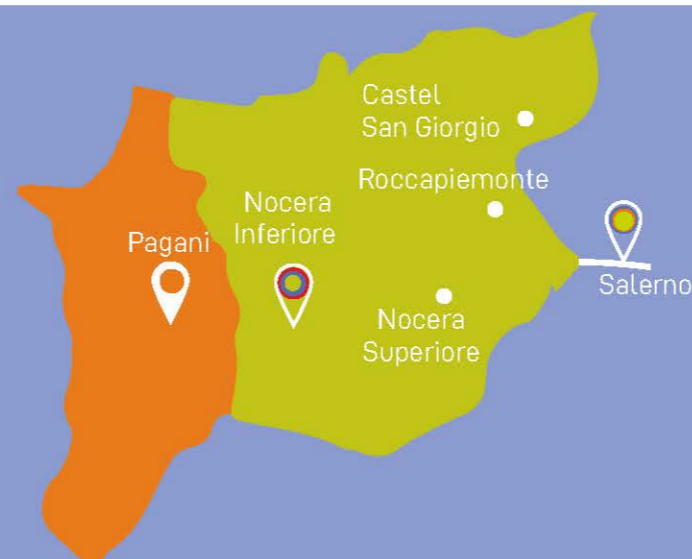 Castel
San Giorgio
Roccapiemonte
Nocera
Inferiore
Pagani
Salerno
Nocera
Superiore